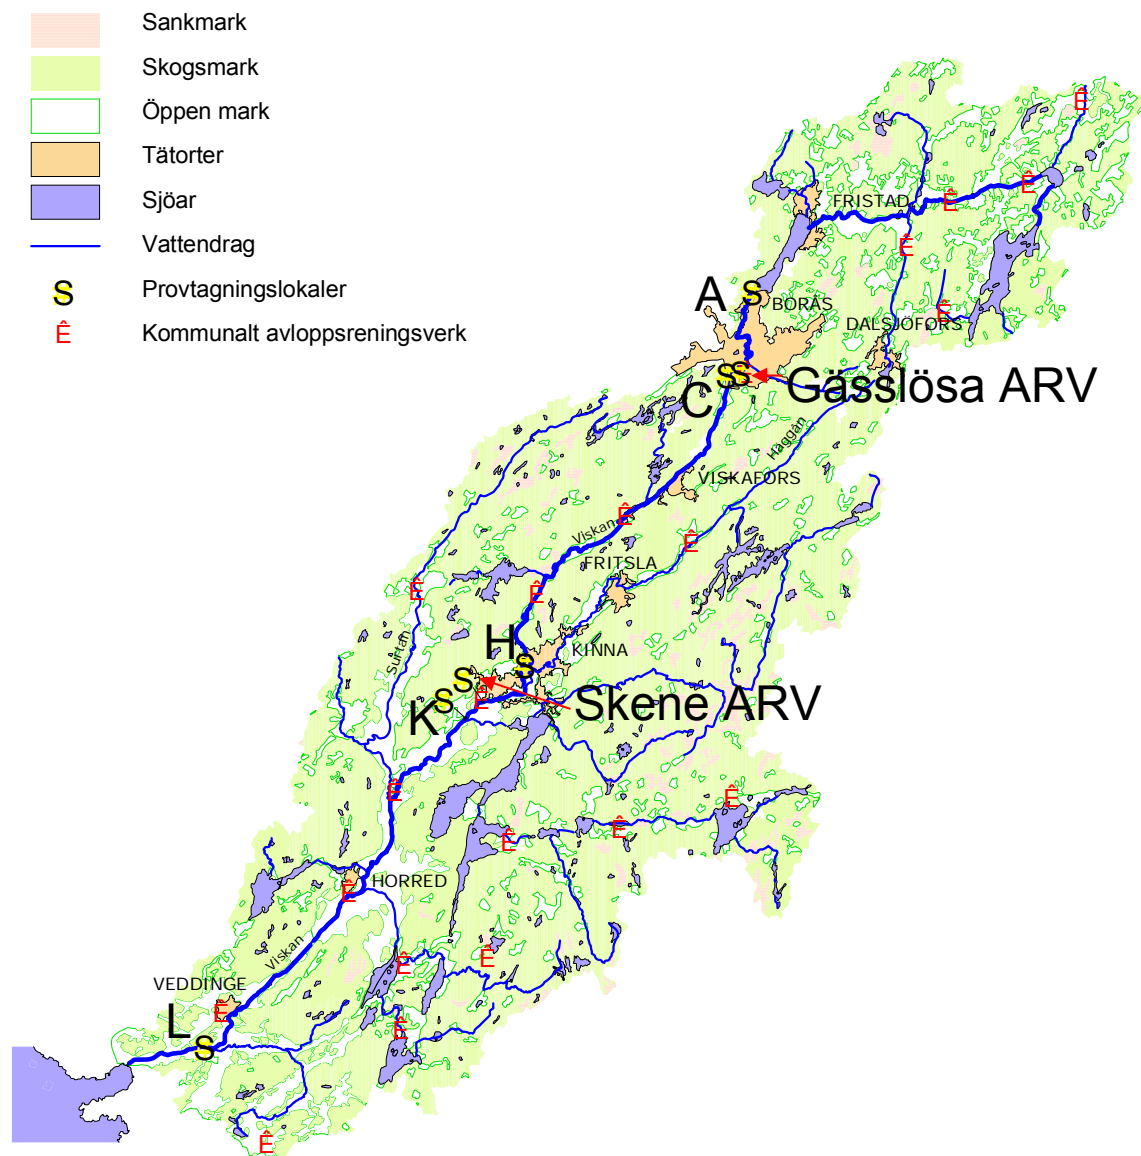 Sankmark
Skogsmark
Öppen mark
Tätorter
Sjöar
Vattendrag
S Provtagningslokaler
Ê Kommunalt avloppsreningsverk
Ê
Ê
Ê
FRISTAD
Ê
A S
BORÅS
Ê
DALSJÖFORS
S S
Gässlösa ARV
C
Häggån
VISKAFORS
Ê
Viskan
Ê
FRITSLA
Ê
Ê
Surtan
H
KINNA
S
S
S
Ê
K
Skene ARV
Ê
Ê
Ê
Ê
HORRED
Ê
Viskan
Ê
Ê
VEDDINGE
Ê
L
Ê
S
Ê